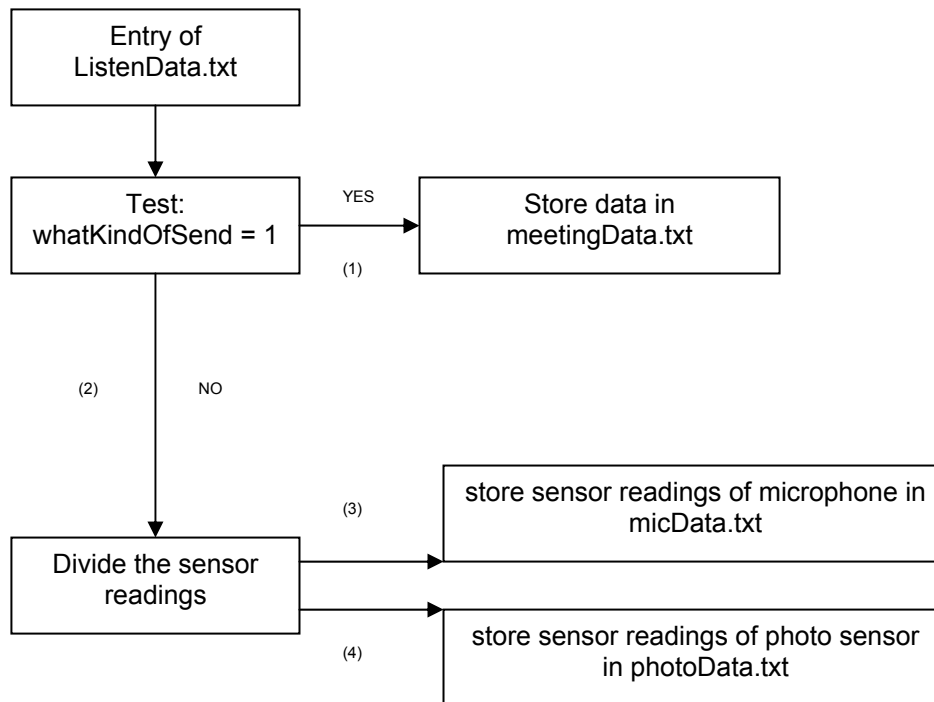 Entry of
ListenData.txt
Test:
whatKindOfSend = 1
YES
(1)
Store data in
meetingData.txt
(2)
NO
Divide the sensor
readings
(3)
store sensor readings of microphone in
micData.txt
(4)
store sensor readings of photo sensor
in photoData.txt